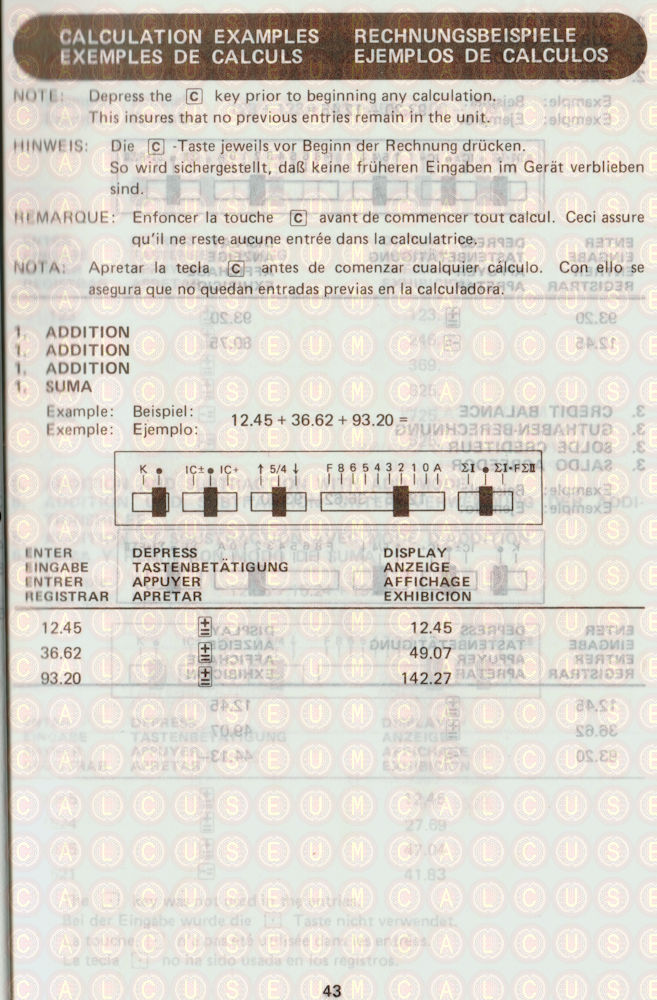 CALCULATION EXAMPLES RECHNUNGSBEISPIELE
EXEMPLES DE CALCULS EJEMPLOS DE CALCULOS
NOTE: Depress the C key prior to beginning any calculation.
This insures that no previous entries remain in the unit.
HINWEIS: Die C -Taste jeweils vor Beginn der Rechnung drücken.
So wird sichergestellt, daß keine früheren Eingaben im Gerät verblieben
sind.
REMARQUE: Enfoncer la touche C avant de commencer tout calcul. Ceci assure
qu'il ne reste aucune entrée dans la calculatrice.
NOTA: Apretar la tecla C antes de comenzar cualquier cálculo. Con ello se
asegura que no quedan entradas previas en la calculadora.
1. ADDITION
1. ADDITION
1. ADDITION
1. SUMA
Example: Beispiel:
Exemple: Ejemplo:
12.45 + 36.62 + 93.20 =
K • IC± • IC+ ↑ 5/4 ↓ F 8 6 5 4 3 2 1 0 A ΣI • ΣI-FΣII
ENTER DEPRESS DISPLAY
EINGABE TASTENBETÄTIGUNG ANZEIGE
ENTRER APPUYER AFFICHAGE
REGISTRAR APRETAR EXHIBICION
12.45 ± 12.45
36.62 ± 49.07
93.20 ± 142.27
43